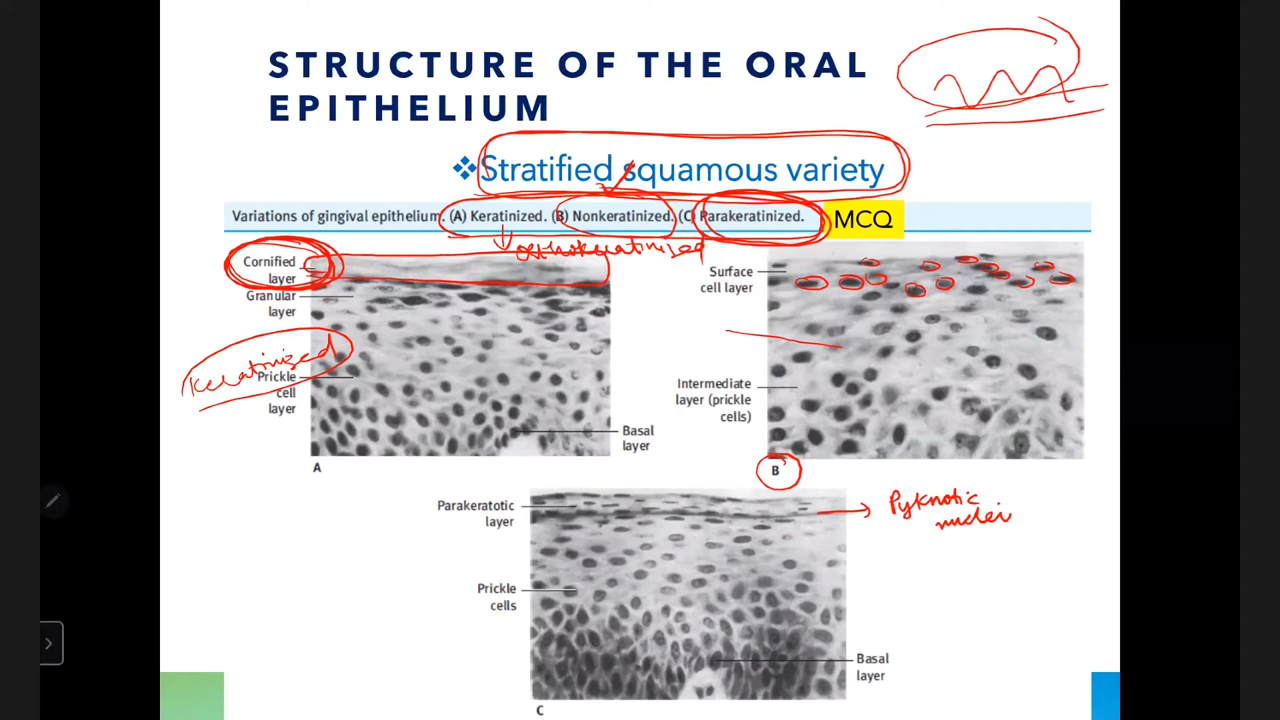 STRUCTURE OF THE ORAL
EPITHELIUM
❖Stratified squamous variety
Variations of gingival epithelium. (A) Keratinized. (B) Nonkeratinized. (C) Parakeratinized.
MCQ
Orthokeratinised
Cornified
layer
Granular
layer
Keratinized
Prickle
cell
layer
Basal
layer
A
Surface
cell layer
Intermediate
layer (prickle
cells)
B
Parakeratotic
layer
Pyknotic
nuclei
Prickle
cells
Basal
layer
C